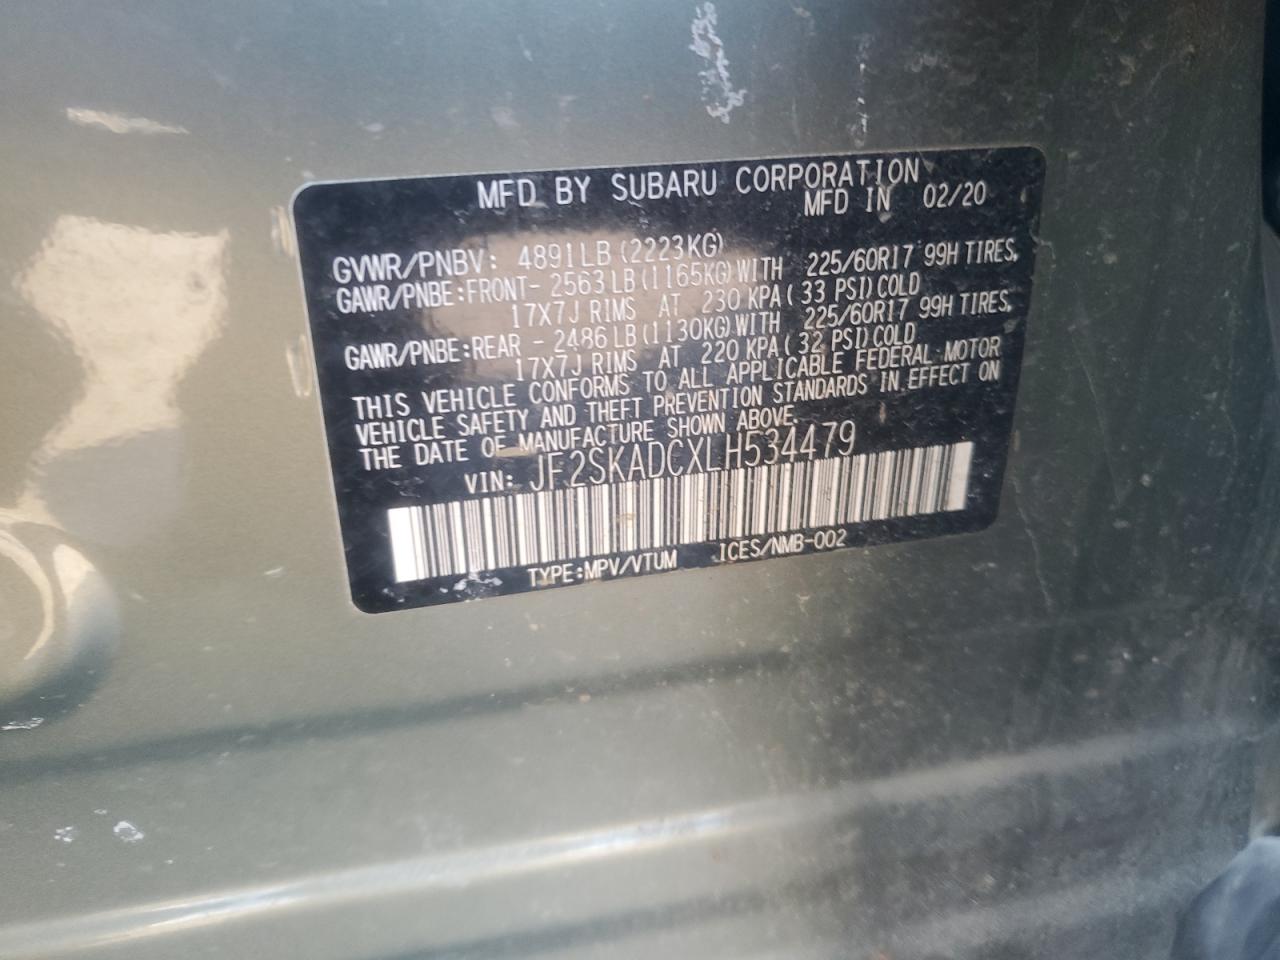 MFD BY SUBARU CORPORATION
MFD IN 02/20
GVWR/PNBV: 4891LB (2223KG)
GAWR/PNBE:FRONT- 2563LB (1165KG) WITH 225/60R17 99H TIRES,
17X7J RIMS AT 230 KPA ( 33 PSI) COLD
GAWR/PNBE:REAR - 2486LB (1130KG) WITH 225/60R17 99H TIRES,
17X7J RIMS AT 220 KPA ( 32 PSI) COLD
THIS VEHICLE CONFORMS TO ALL APPLICABLE FEDERAL MOTOR
VEHICLE SAFETY AND THEFT PREVENTION STANDARDS IN EFFECT ON
THE DATE OF MANUFACTURE SHOWN ABOVE.
VIN: JF2SKADCXLH534479
TYPE:MPV/VTUM ICES/NMB-002